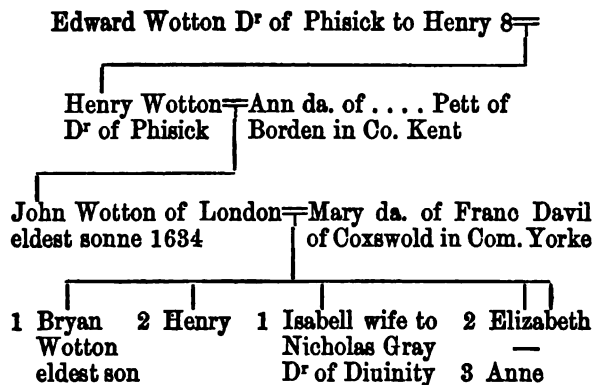 Edward Wotton Dr of Phisick to Henry 8
Henry Wotton Ann da. of .... Pett of
Dr of Phisick Borden in Co. Kent
John Wotton of London Mary da. of Franc Davil
eldest sonne 1634 of Coxswold in Com. Yorke
1 Bryan 2 Henry 1 Isabell wife to 2 Elizabeth
Wotton Nicholas Gray —
eldest son Dr of Diuinity 3 Anne